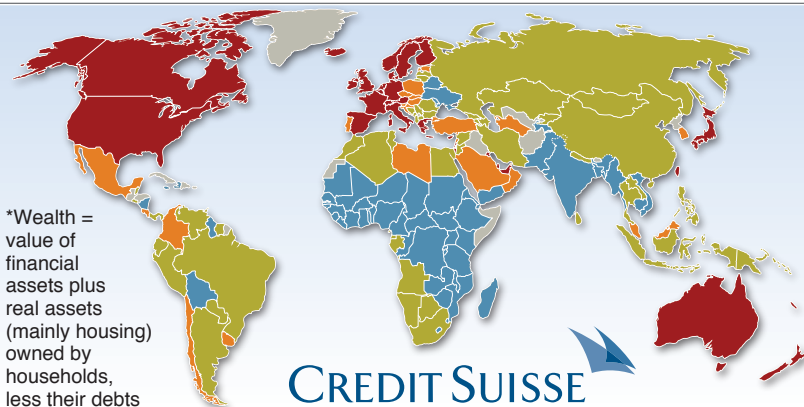 *Wealth =
value of
financial
assets plus
real assets
(mainly housing)
owned by
households,
less their debts
CREDIT SUISSE